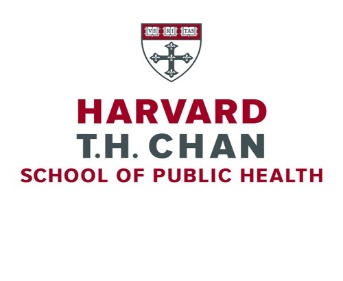 VE RI TAS
HARVARD
T.H. CHAN
SCHOOL OF PUBLIC HEALTH